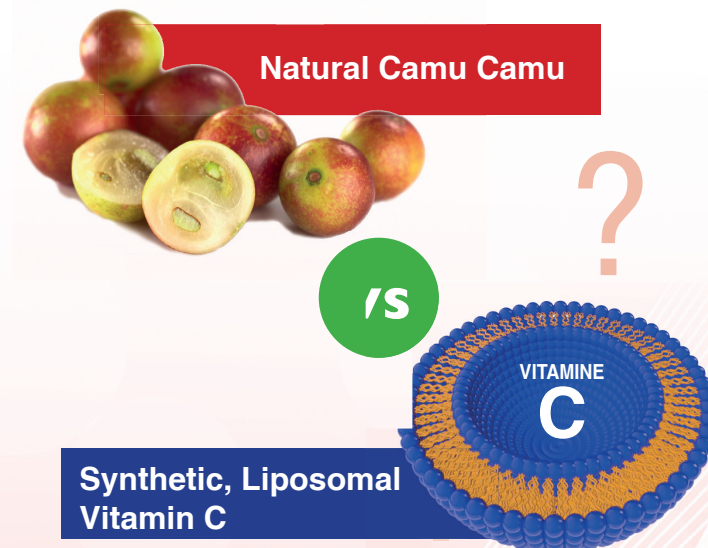 Natural Camu Camu
?
VS
VITAMINE
C
Synthetic, Liposomal
Vitamin C